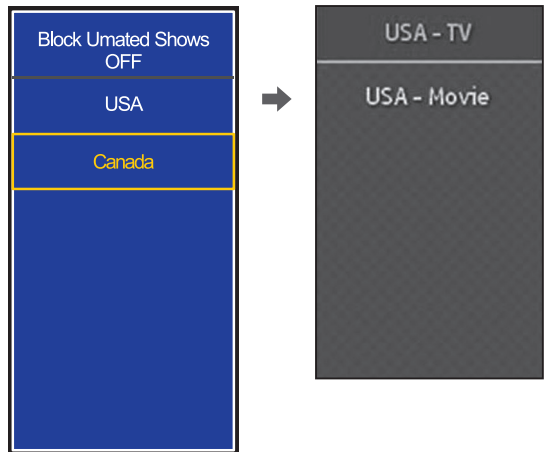 Block Umated Shows
OFF
USA
Canada
USA - TV
USA - Movie